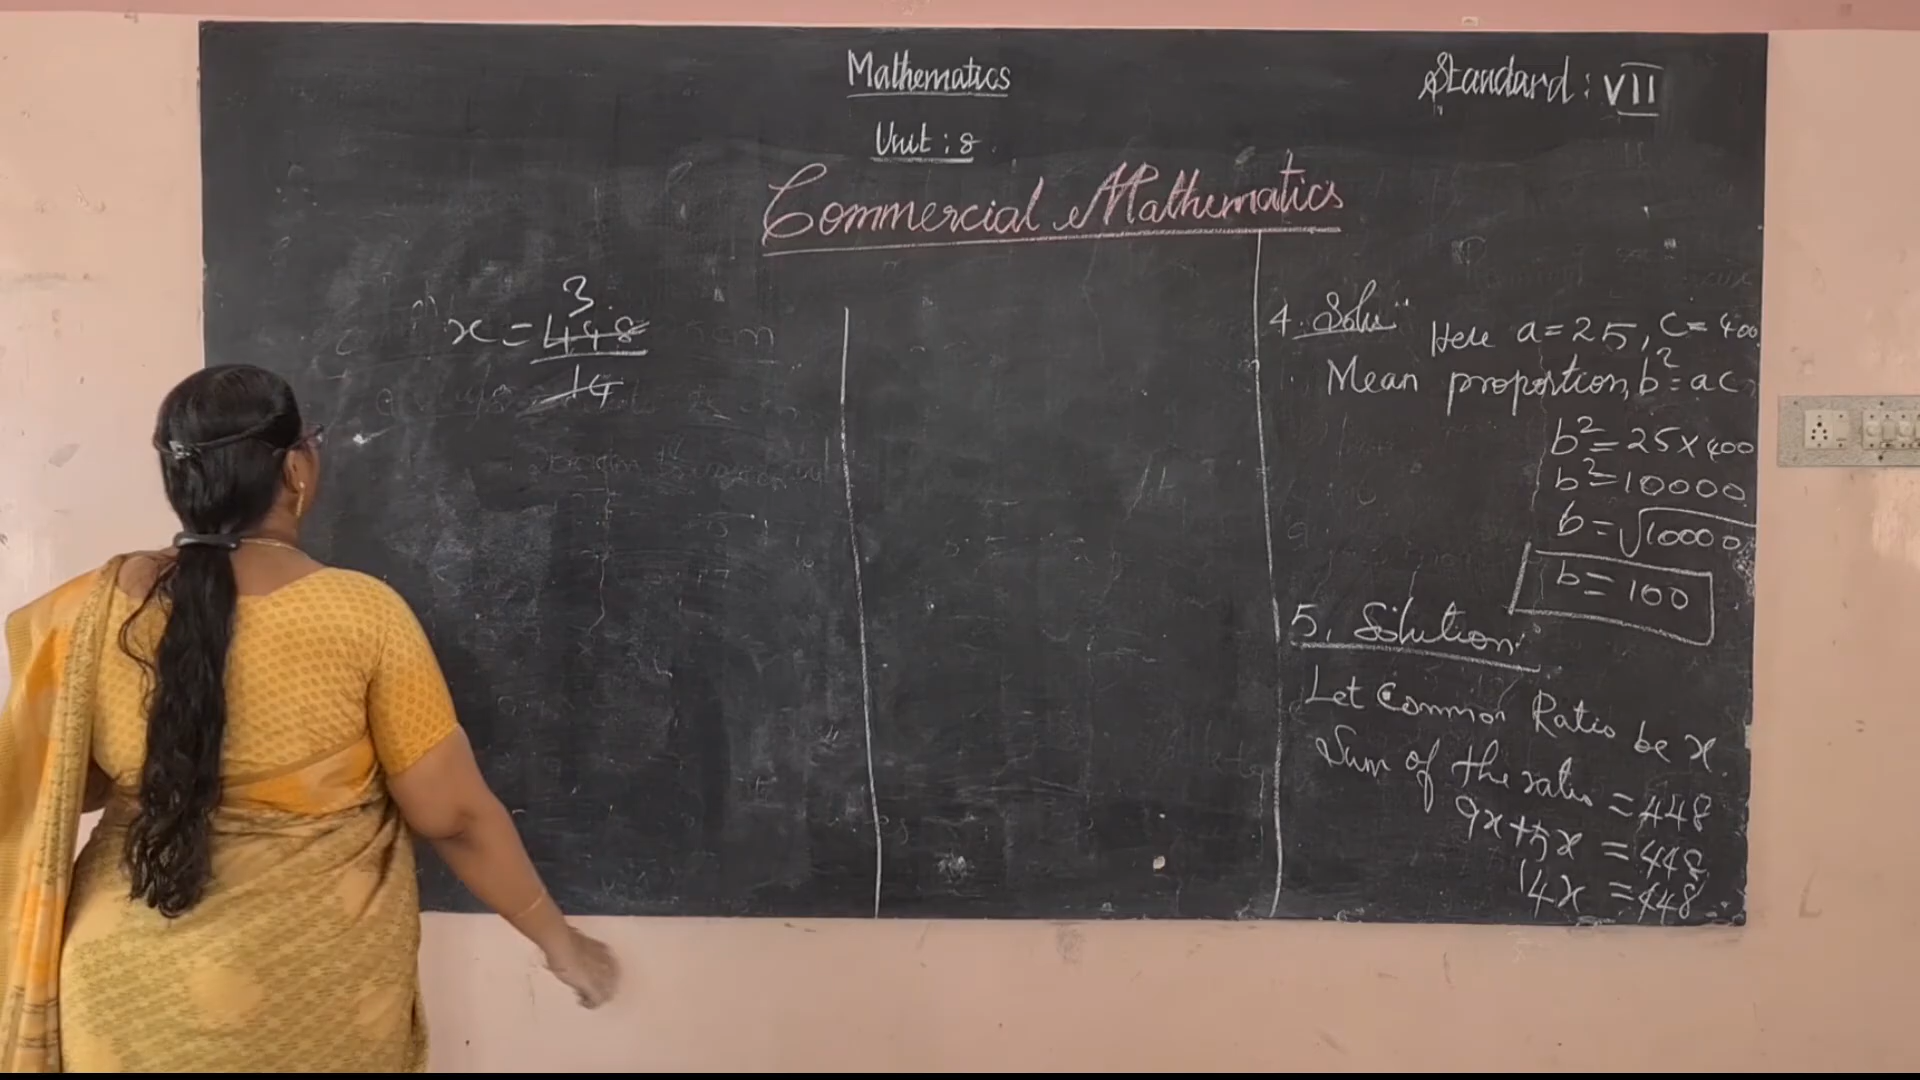 Mathematics
Standard : VII
Unit : 8
Commercial Mathematics
3
x = 448
14
4. Solu
Here a = 25, c = 400
Mean proportion, b² = ac
b² = 25 x 400
b² = 10000
b = √10000
b = 100
5. Solution:
Let Common Ratio be x.
Sum of the ratio = 448
9x + 5x = 448
14x = 448